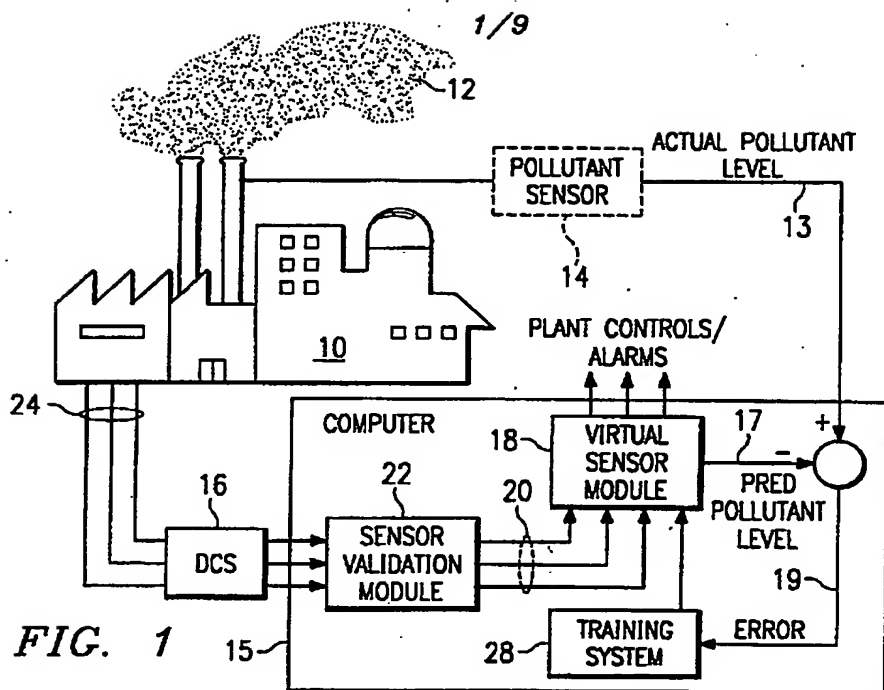 1/9
12
POLLUTANT
SENSOR
14
ACTUAL POLLUTANT
LEVEL
13
10
PLANT CONTROLS/
ALARMS
24
COMPUTER
18
VIRTUAL
SENSOR
MODULE
17
+
-
PRED
POLLUTANT
LEVEL
16
DCS
22
SENSOR
VALIDATION
MODULE
20
19
FIG. 1
15
28
TRAINING
SYSTEM
ERROR